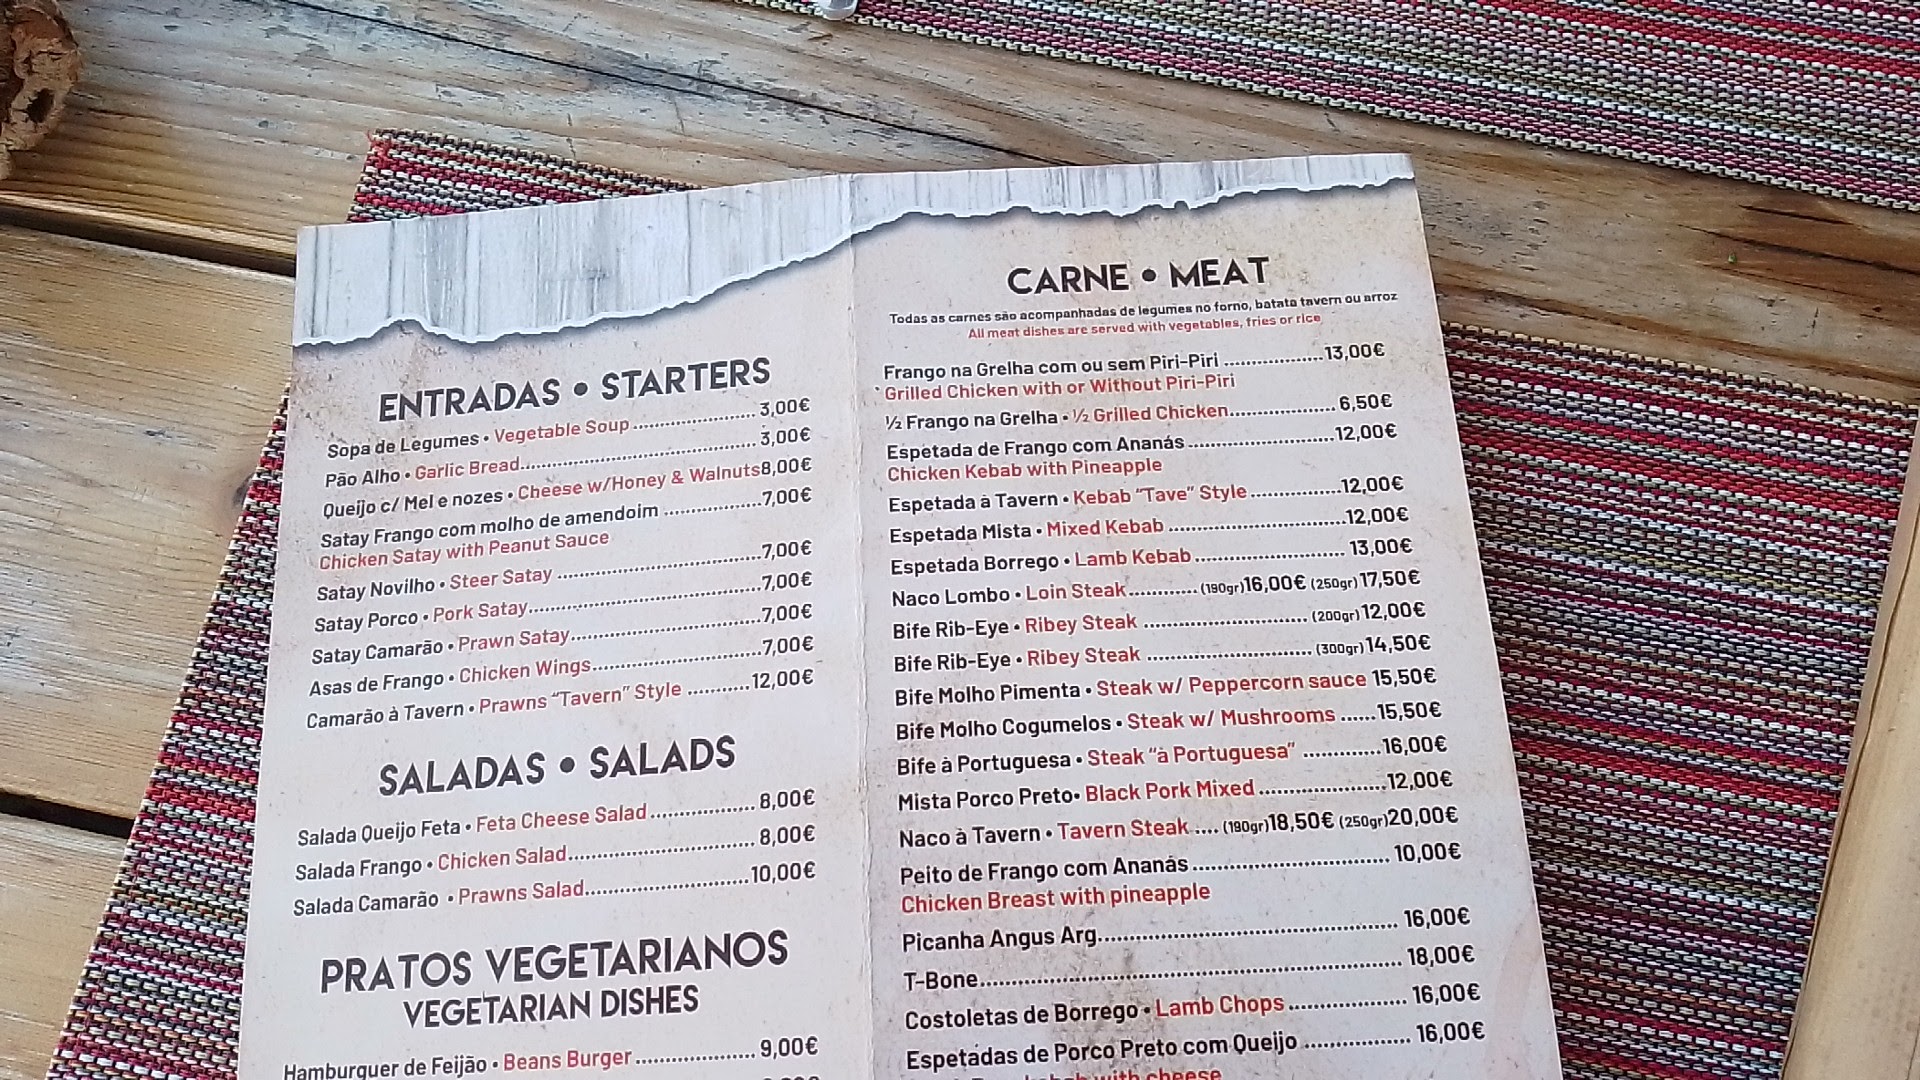 ENTRADAS • STARTERS
Sopa de Legumes • Vegetable Soup .................... 3,00€
Pão Alho • Garlic Bread....................................... 3,00€
Queijo c/ Mel e nozes • Cheese w/Honey & Walnuts8,00€
Satay Frango com molho de amendoim ................7,00€
Chicken Satay with Peanut Sauce
Satay Novilho • Steer Satay .................................7,00€
Satay Porco • Pork Satay......................................7,00€
Satay Camarão • Prawn Satay...............................7,00€
Asas de Frango • Chicken Wings...........................7,00€
Camarão à Tavern • Prawns “Tavern” Style ..........12,00€
SALADAS • SALADS
Salada Queijo Feta • Feta Cheese Salad ................. 8,00€
Salada Frango • Chicken Salad.............................. 8,00€
Salada Camarão • Prawns Salad...........................10,00€
PRATOS VEGETARIANOS
VEGETARIAN DISHES
Hamburguer de Feijão • Beans Burger.................... 9,00€
CARNE • MEAT
Todas as carnes são acompanhadas de legumes no forno, batata tavern ou arroz
All meat dishes are served with vegetables, fries or rice
Frango na Grelha com ou sem Piri-Piri .................13,00€
Grilled Chicken with or Without Piri-Piri
½ Frango na Grelha • ½ Grilled Chicken................... 6,50€
Espetada de Frango com Ananás.........................12,00€
Chicken Kebab with Pineapple
Espetada à Tavern • Kebab “Tave” Style ...............12,00€
Espetada Mista • Mixed Kebab ..............................12,00€
Espetada Borrego • Lamb Kebab.......................... 13,00€
Naco Lombo • Loin Steak............ (190gr)16,00€ (250gr)17,50€
Bife Rib-Eye • Ribey Steak ............................ (200gr) 12,00€
Bife Rib-Eye • Ribey Steak ............................ (300gr) 14,50€
Bife Molho Pimenta • Steak w/ Peppercorn sauce 15,50€
Bife Molho Cogumelos • Steak w/ Mushrooms ......15,50€
Bife à Portuguesa • Steak “à Portuguesa” .............16,00€
Mista Porco Preto• Black Pork Mixed .....................12,00€
Naco à Tavern • Tavern Steak .... (190gr)18,50€ (250gr)20,00€
Peito de Frango com Ananás................................ 10,00€
Chicken Breast with pineapple
Picanha Angus Arg................................................. 16,00€
T-Bone.................................................................... 18,00€
Costoletas de Borrego • Lamb Chops ................... 16,00€
Espetadas de Porco Preto com Queijo ................. 16,00€
with cheese